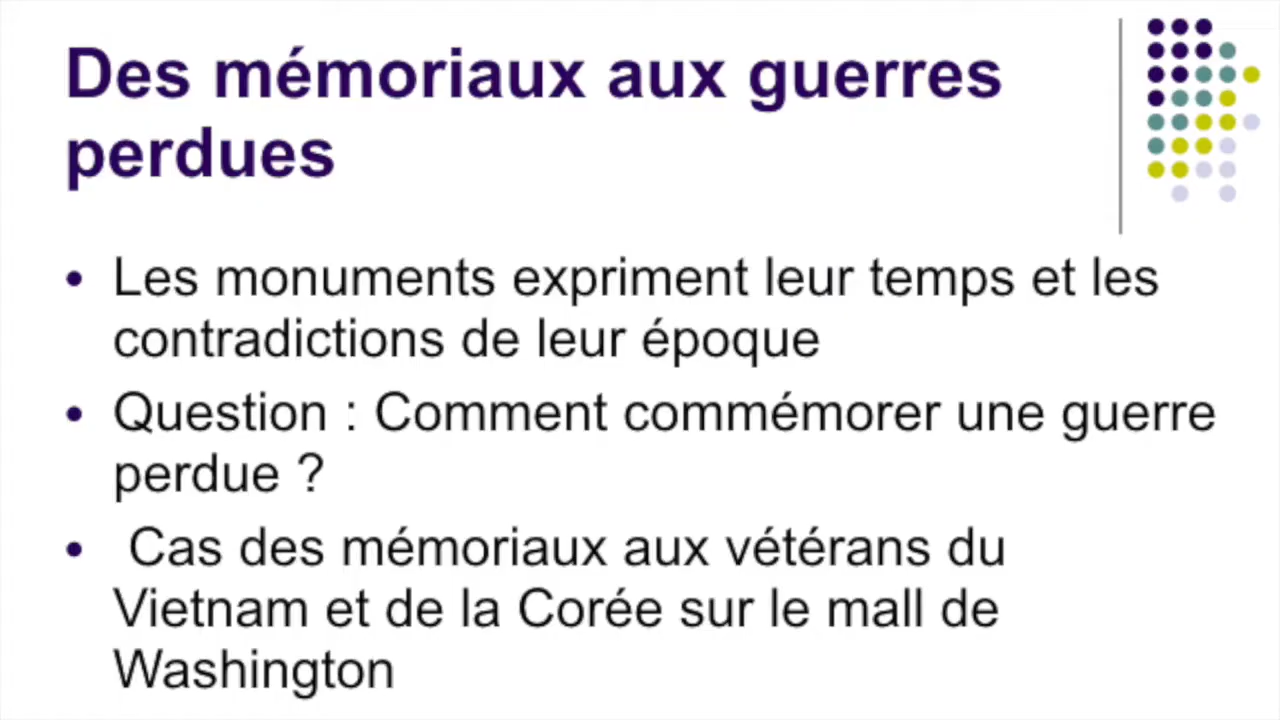 Des mémoriaux aux guerres
perdues
• Les monuments expriment leur temps et les
contradictions de leur époque
• Question : Comment commémorer une guerre
perdue ?
• Cas des mémoriaux aux vétérans du
Vietnam et de la Corée sur le mall de
Washington